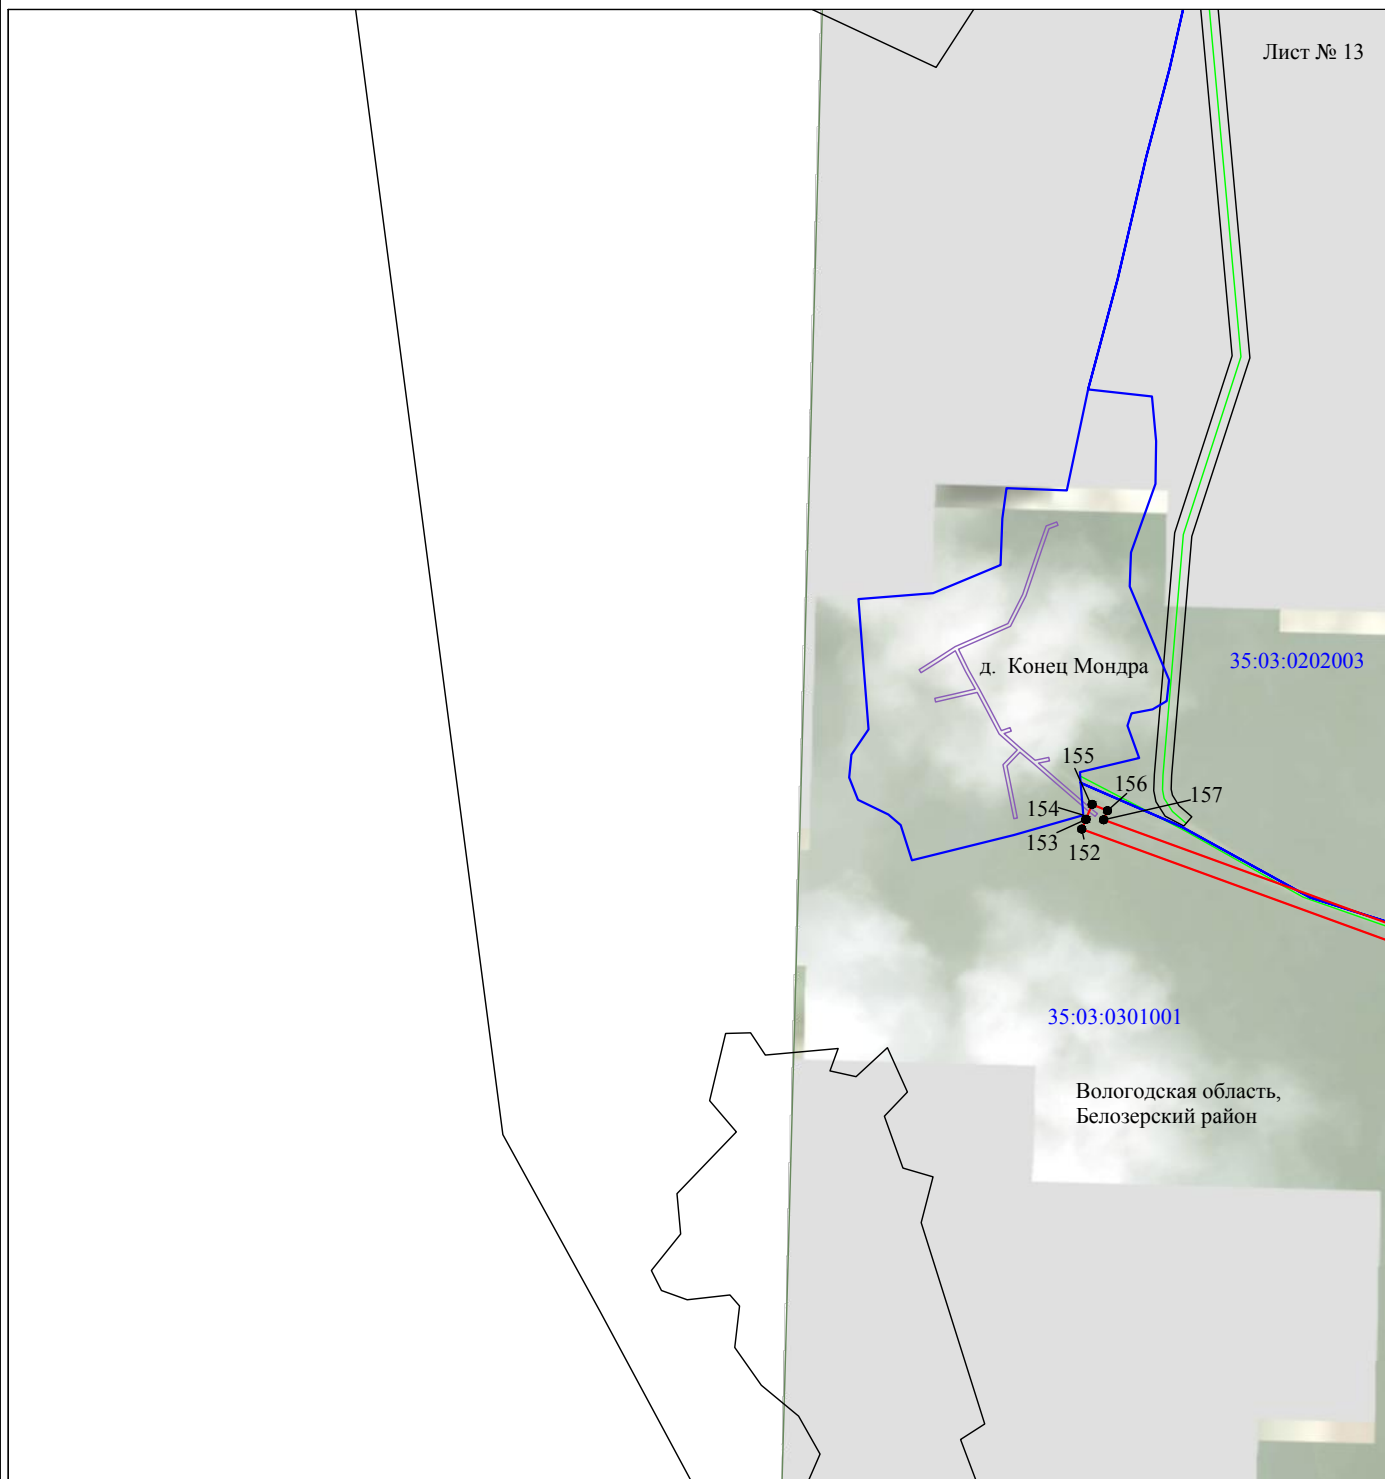 Лист № 13
д. Конец Мондра
35:03:0202003
155
156
157
154
153
152
35:03:0301001
Вологодская область,
Белозерский район